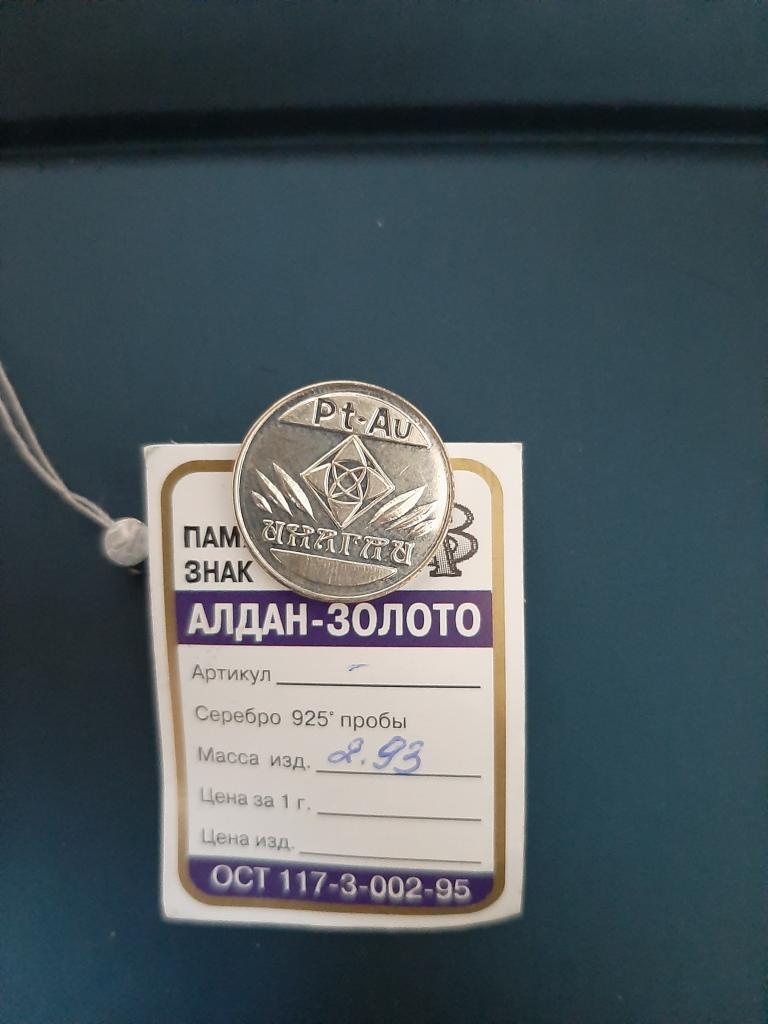 Pt-Au
ИНАГЛИ
ЗНАК
АЛДАН-ЗОЛОТО
Артикул
Серебро 925° пробы
Масса изд. 2.93
Цена за 1 г.
Цена изд.
ОСТ 117-3-002-95